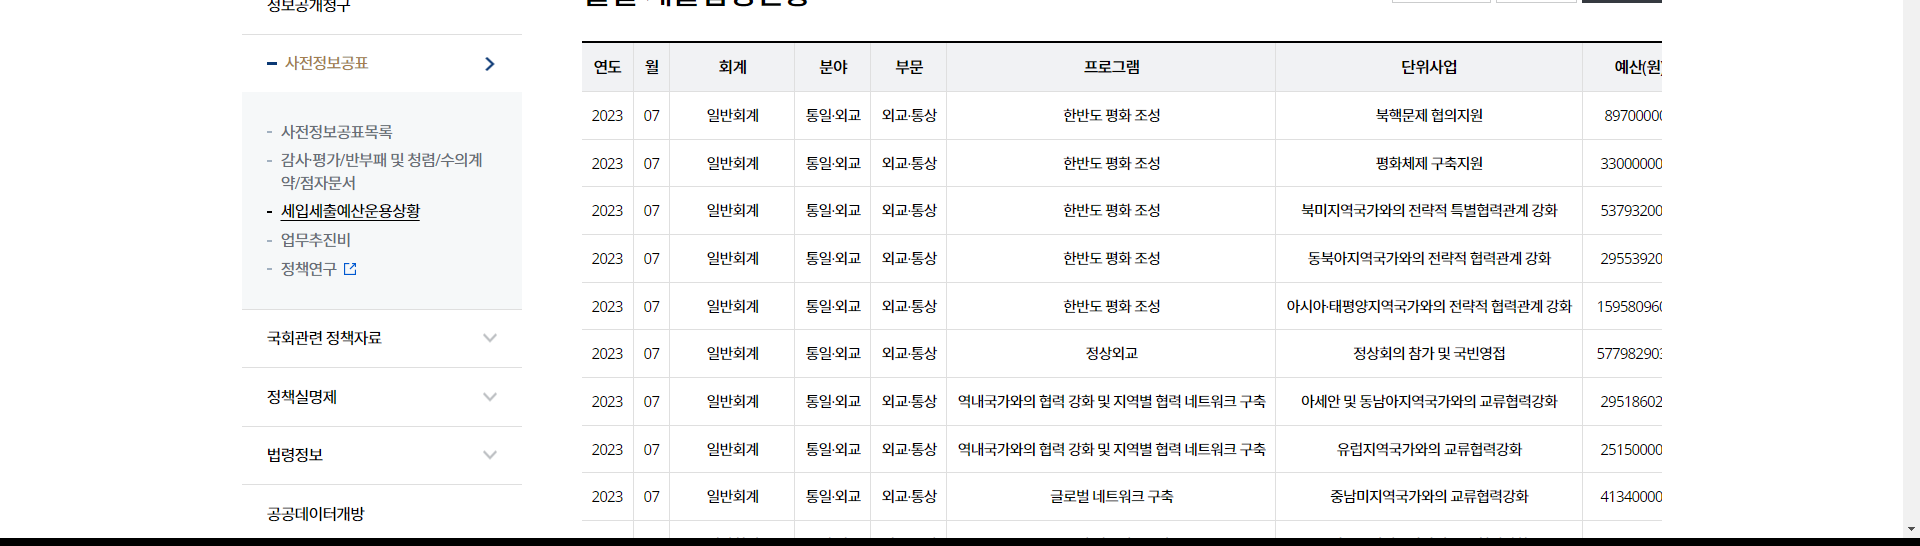 정보공개청구
사전정보공표
사전정보공표목록
감사·평가/반부패 및 청렴/수의계
약/점자문서
세입세출예산운용상황
업무추진비
정책연구
국회관련 정책자료
정책실명제
법령정보
공공데이터개방
연도 월 회계 분야 부문 프로그램 단위사업 예산(원)
2023 07 일반회계 통일·외교 외교·통상 한반도 평화 조성 북핵문제 협의지원 89700000
2023 07 일반회계 통일·외교 외교·통상 한반도 평화 조성 평화체제 구축지원 33000000
2023 07 일반회계 통일·외교 외교·통상 한반도 평화 조성 북미지역국가와의 전략적 특별협력관계 강화 53793200
2023 07 일반회계 통일·외교 외교·통상 한반도 평화 조성 동북아지역국가와의 전략적 협력관계 강화 29553920
2023 07 일반회계 통일·외교 외교·통상 한반도 평화 조성 아시아·태평양지역국가와의 전략적 협력관계 강화 159580960
2023 07 일반회계 통일·외교 외교·통상 정상외교 정상회의 참가 및 국빈영접 577982903
2023 07 일반회계 통일·외교 외교·통상 역내국가와의 협력 강화 및 지역별 협력 네트워크 구축 아세안 및 동남아지역국가와의 교류협력강화 29518602
2023 07 일반회계 통일·외교 외교·통상 역내국가와의 협력 강화 및 지역별 협력 네트워크 구축 유럽지역국가와의 교류협력강화 25150000
2023 07 일반회계 통일·외교 외교·통상 글로벌 네트워크 구축 중남미지역국가와의 교류협력강화 41340000